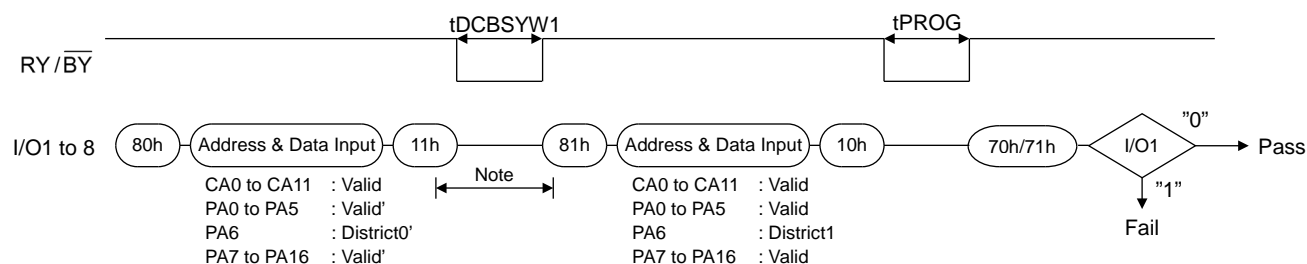 tDCBSYW1 tPROG
RY/BY
I/O1 to 8 80h Address & Data Input 11h 81h Address & Data Input 10h 70h/71h I/O1 "0" Pass
Note
"1"
Fail
CA0 to CA11 : Valid
PA0 to PA5 : Valid'
PA6 : District0'
PA7 to PA16 : Valid'
CA0 to CA11 : Valid
PA0 to PA5 : Valid
PA6 : District1
PA7 to PA16 : Valid